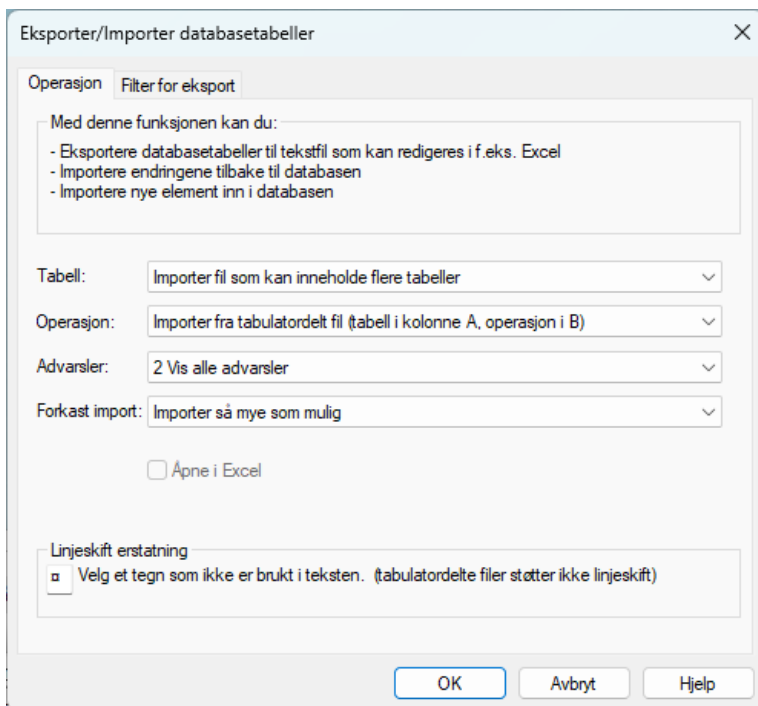 Eksporter/Importer databasetabeller
Operasjon Filter for eksport
Med denne funksjonen kan du:
- Eksportere databasetabeller til tekstfil som kan redigeres i f.eks. Excel
- Importere endringene tilbake til databasen
- Importere nye element inn i databasen
Tabell: Importer fil som kan inneholde flere tabeller
Operasjon: Importer fra tabulatordelt fil (tabell i kolonne A, operasjon i B)
Advarsler: 2 Vis alle advarsler
Forkast import: Importer så mye som mulig
Åpne i Excel
Linjeskift erstatning
¤ Velg et tegn som ikke er brukt i teksten. (tabulatordelte filer støtter ikke linjeskift)
OK Avbryt Hjelp